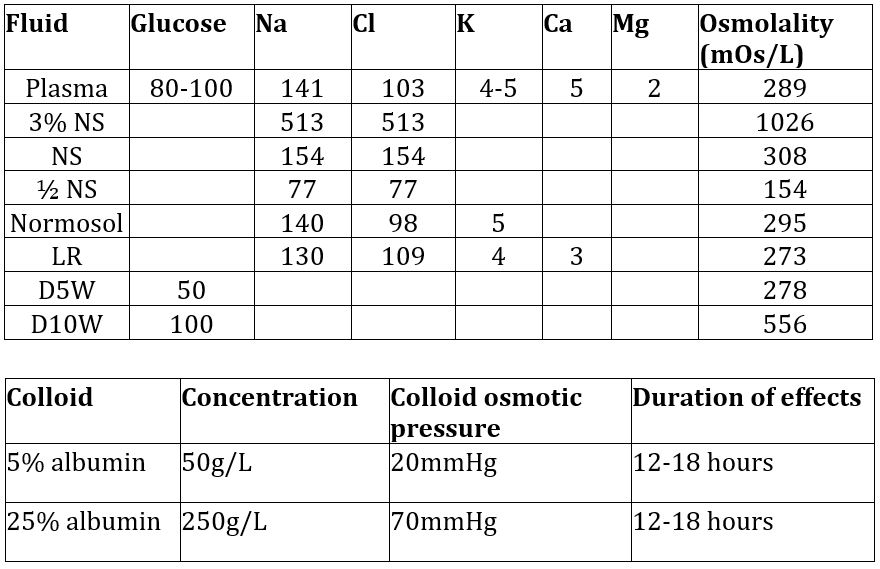 Fluid Glucose Na Cl K Ca Mg Osmolality
(mOs/L)
Plasma 80-100 141 103 4-5 5 2 289
3% NS 513 513 1026
NS 154 154 308
½ NS 77 77 154
Normosol 140 98 5 295
LR 130 109 4 3 273
D5W 50 278
D10W 100 556
Colloid Concentration Colloid osmotic Duration of effects
pressure
5% albumin 50g/L 20mmHg 12-18 hours
25% albumin 250g/L 70mmHg 12-18 hours